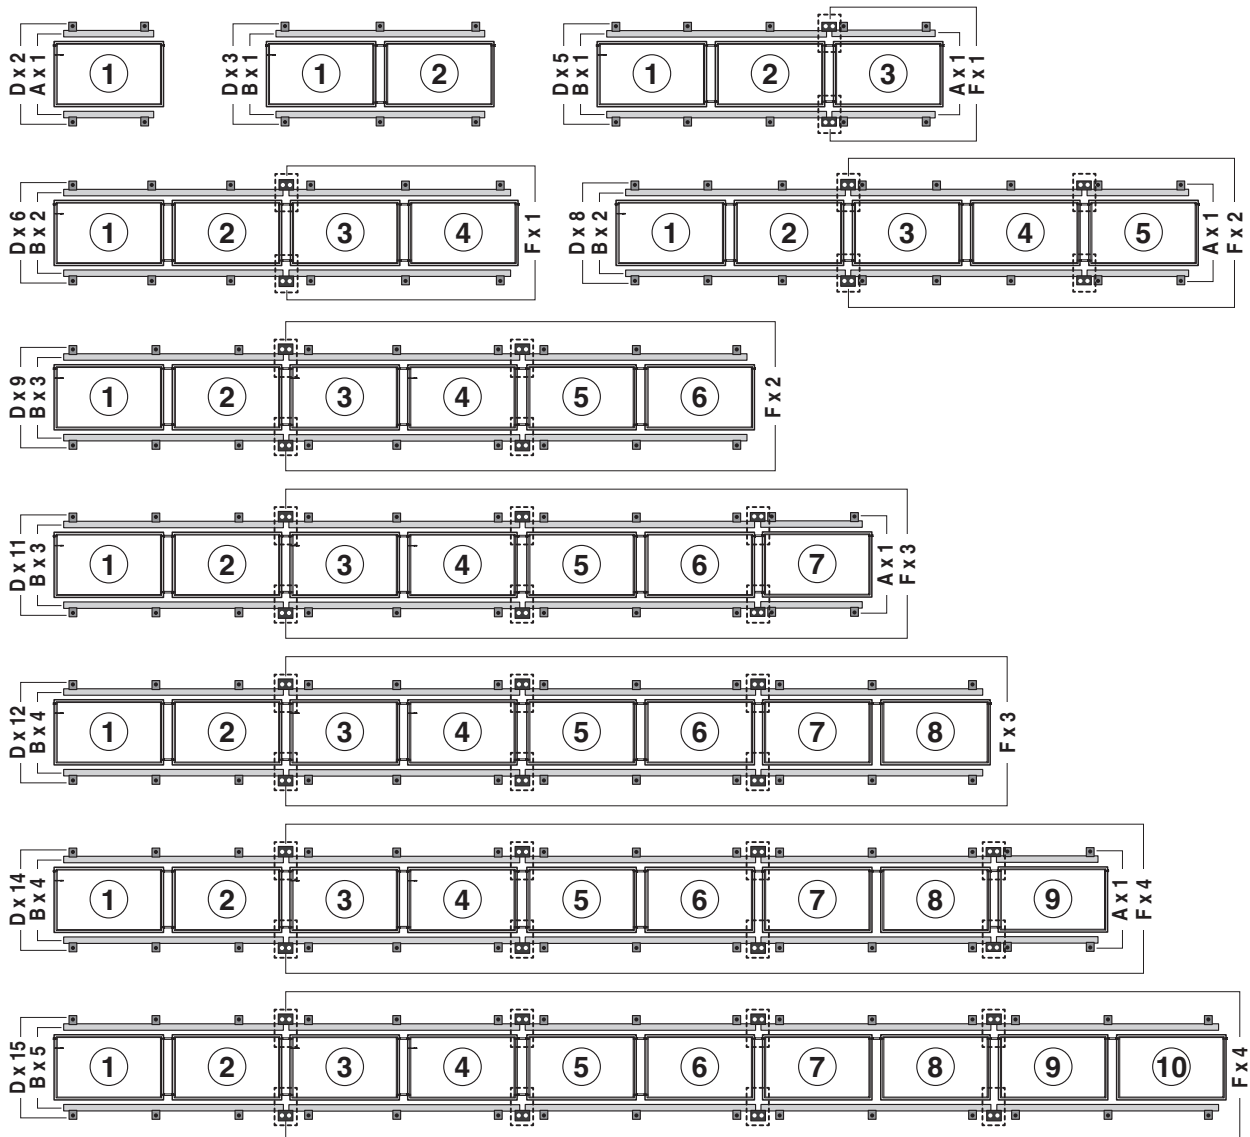 D x 2
A x 1
1
D x 3
B x 1
1 2
D x 5
B x 1
1 2 3
A x 1
F x 1
D x 6
B x 2
1 2 3 4
F x 1
D x 8
B x 2
1 2 3 4 5
A x 1
F x 2
D x 9
B x 3
1 2 3 4 5 6
F x 2
D x 11
B x 3
1 2 3 4 5 6 7
A x 1
F x 3
D x 12
B x 4
1 2 3 4 5 6 7 8
F x 3
D x 14
B x 4
1 2 3 4 5 6 7 8 9
A x 1
F x 4
D x 15
B x 5
1 2 3 4 5 6 7 8 9 10
F x 4